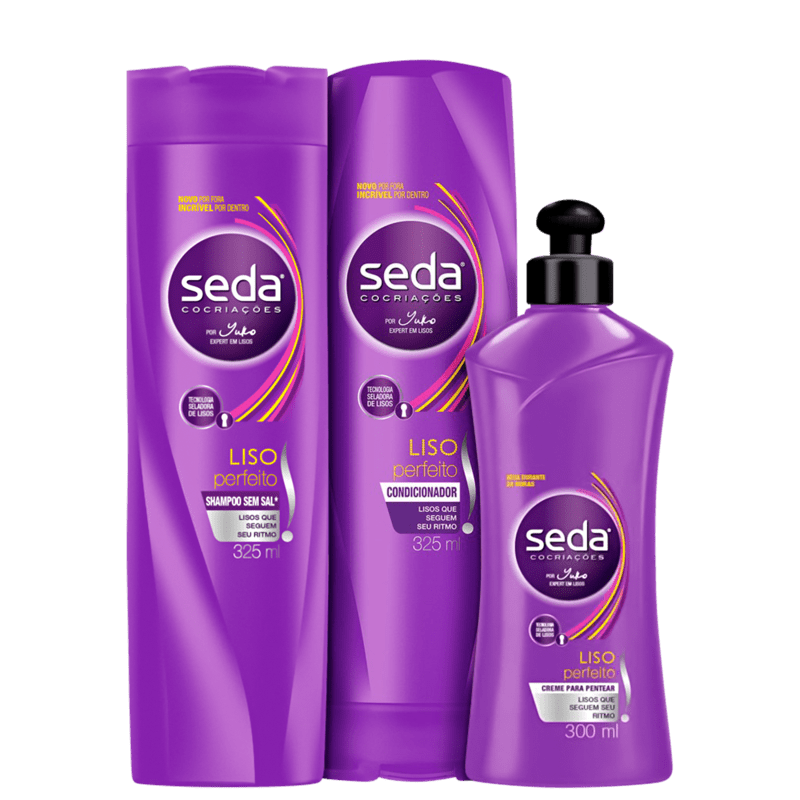 NOVO POR FORA
INCRÍVEL POR DENTRO
seda®
COCRIAÇÕES
POR Yuko
EXPERT EM LISOS
TECNOLOGIA
SELADORA
DE LISOS
LISO
perfeito
SHAMPOO SEM SAL*
LISOS QUE
SEGUEM
SEU RITMO
325 ml
NOVO POR FORA
INCRÍVEL POR DENTRO
seda®
COCRIAÇÕES
POR Yuko
EXPERT EM LISOS
TECNOLOGIA
SELADORA
DE LISOS
LISO
perfeito
CONDICIONADOR
LISOS QUE
SEGUEM
SEU RITMO
325 ml
seda®
COCRIAÇÕES
POR Yuko
EXPERT EM LISOS
TECNOLOGIA
SELADORA
DE LISOS
LISO
perfeito
CREME PARA PENTEAR
LISOS QUE
SEGUEM SEU
RITMO
300 ml